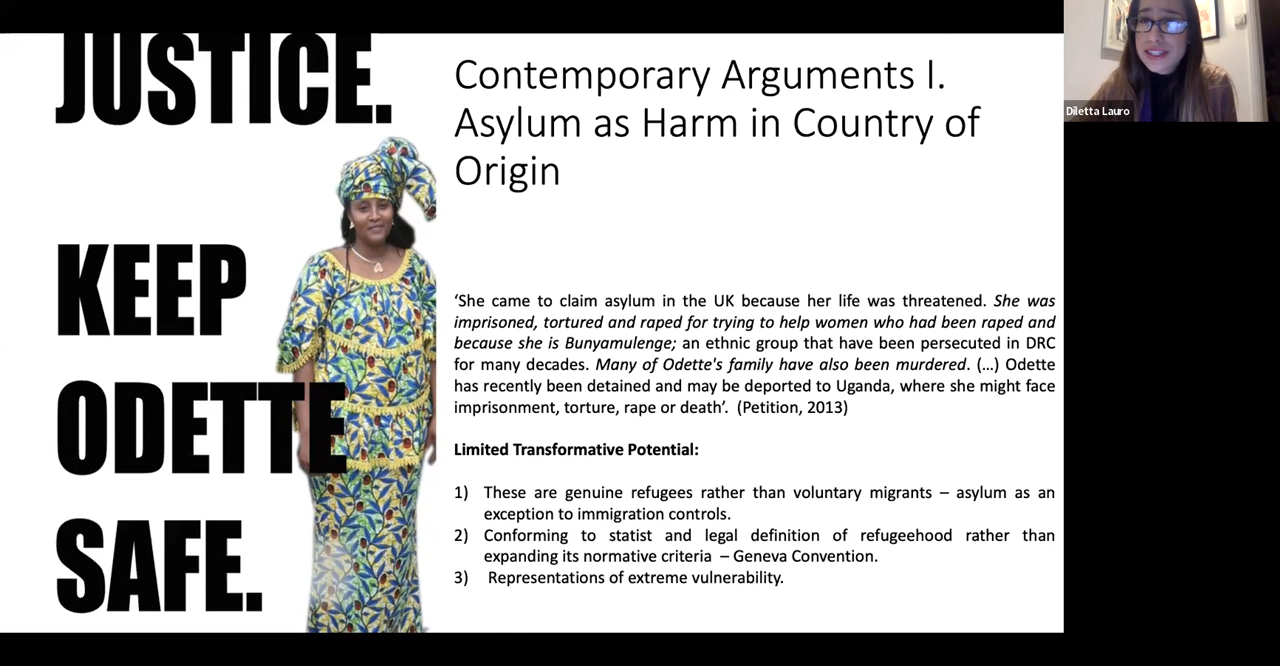 JUSTICE.
KEEP
ODETTE
SAFE.
Contemporary Arguments I.
Asylum as Harm in Country of
Origin
‘She came to claim asylum in the UK because her life was threatened. She was
imprisoned, tortured and raped for trying to help women who had been raped and
because she is Bunyamulenge; an ethnic group that have been persecuted in DRC
for many decades. Many of Odette's family have also been murdered. (...) Odette
has recently been detained and may be deported to Uganda, where she might face
imprisonment, torture, rape or death’. (Petition, 2013)
Limited Transformative Potential:
1) These are genuine refugees rather than voluntary migrants – asylum as an
exception to immigration controls.
2) Conforming to statist and legal definition of refugeehood rather than
expanding its normative criteria – Geneva Convention.
3) Representations of extreme vulnerability.
Diletta Lauro